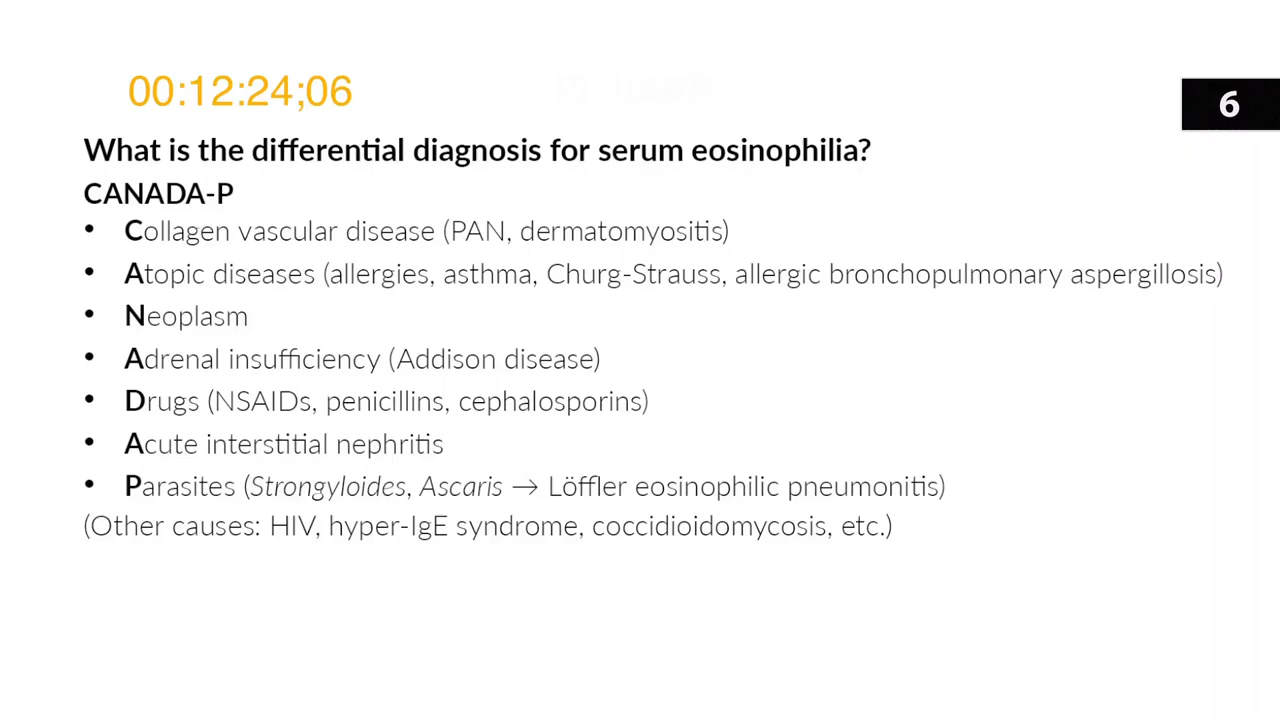 00:12:24;06
6
What is the differential diagnosis for serum eosinophilia?
CANADA-P
• Collagen vascular disease (PAN, dermatomyositis)
• Atopic diseases (allergies, asthma, Churg-Strauss, allergic bronchopulmonary aspergillosis)
• Neoplasm
• Adrenal insufficiency (Addison disease)
• Drugs (NSAIDs, penicillins, cephalosporins)
• Acute interstitial nephritis
• Parasites (Strongyloides, Ascaris → Löffler eosinophilic pneumonitis)
(Other causes: HIV, hyper-IgE syndrome, coccidioidomycosis, etc.)